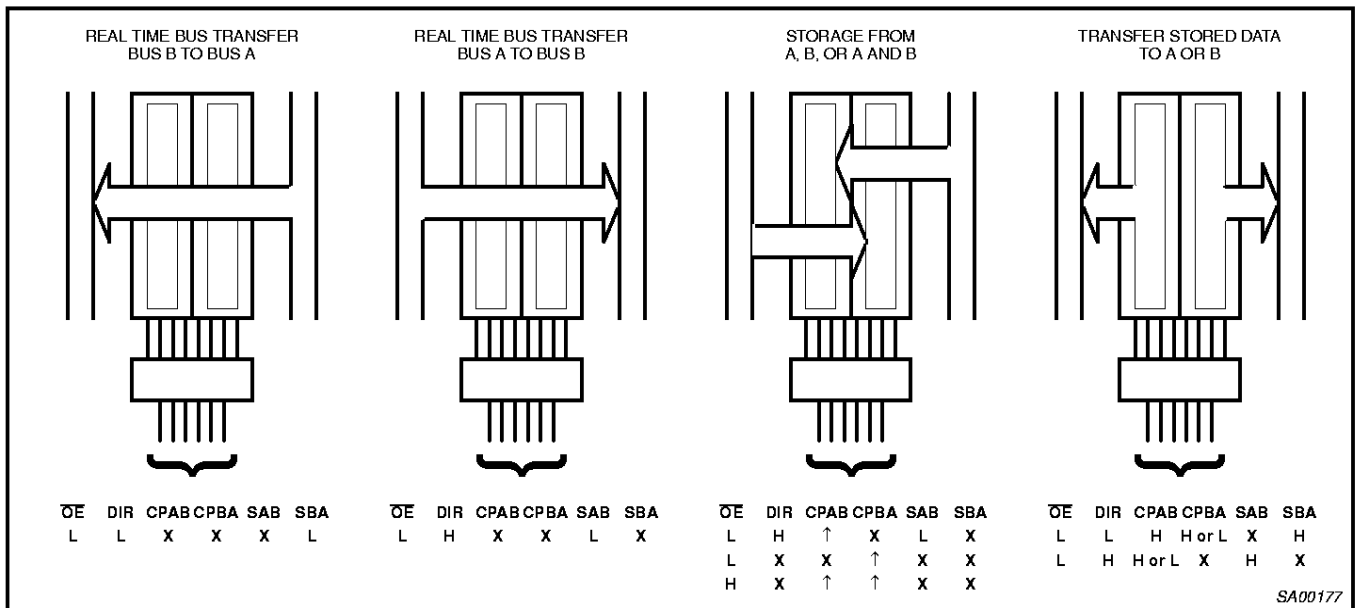 REAL TIME BUS TRANSFER
BUS B TO BUS A
REAL TIME BUS TRANSFER
BUS A TO BUS B
STORAGE FROM
A, B, OR A AND B
TRANSFER STORED DATA
TO A OR B
OE DIR CPAB CPBA SAB SBA
L L X X X L
OE DIR CPAB CPBA SAB SBA
L H X X L X
OE DIR CPAB CPBA SAB SBA
L H ↑ X L X
L X X ↑ X X
H X ↑ ↑ X X
OE DIR CPAB CPBA SAB SBA
L L H H or L X H
L H H or L X H X
SA00177